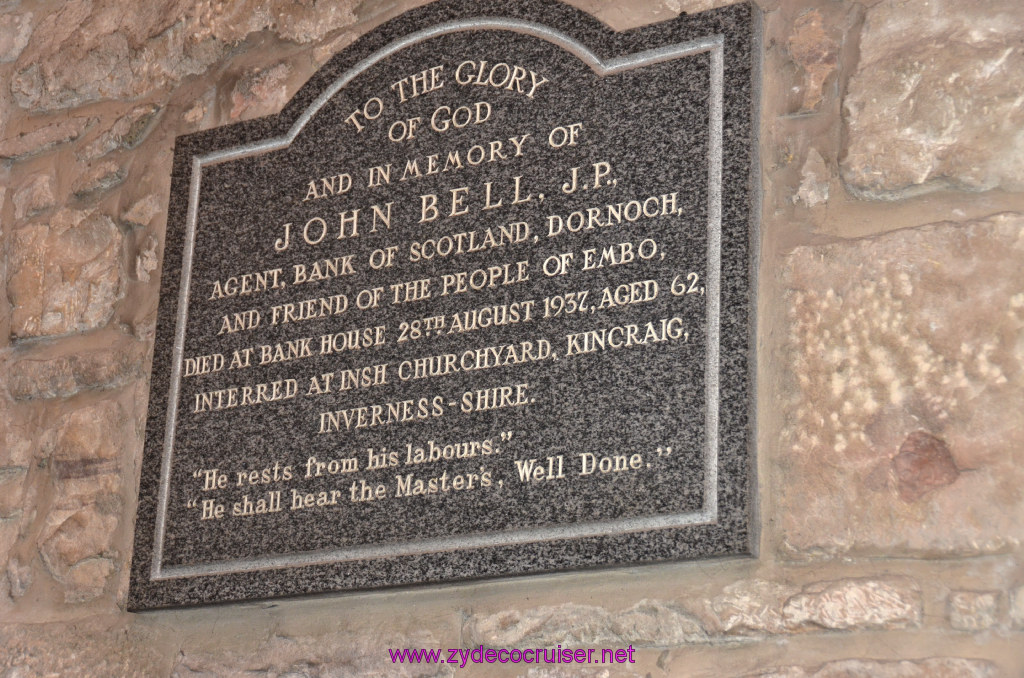 TO THE GLORY
OF GOD
AND IN MEMORY OF
JOHN BELL, J.P.,
AGENT, BANK OF SCOTLAND, DORNOCH,
AND FRIEND OF THE PEOPLE OF EMBO,
DIED AT BANK HOUSE 28TH AUGUST 1937, AGED 62,
INTERRED AT INSH CHURCHYARD, KINCRAIG,
INVERNESS-SHIRE.
"He rests from his labours."
"He shall hear the Master's, Well Done."
www.zydecocruiser.net